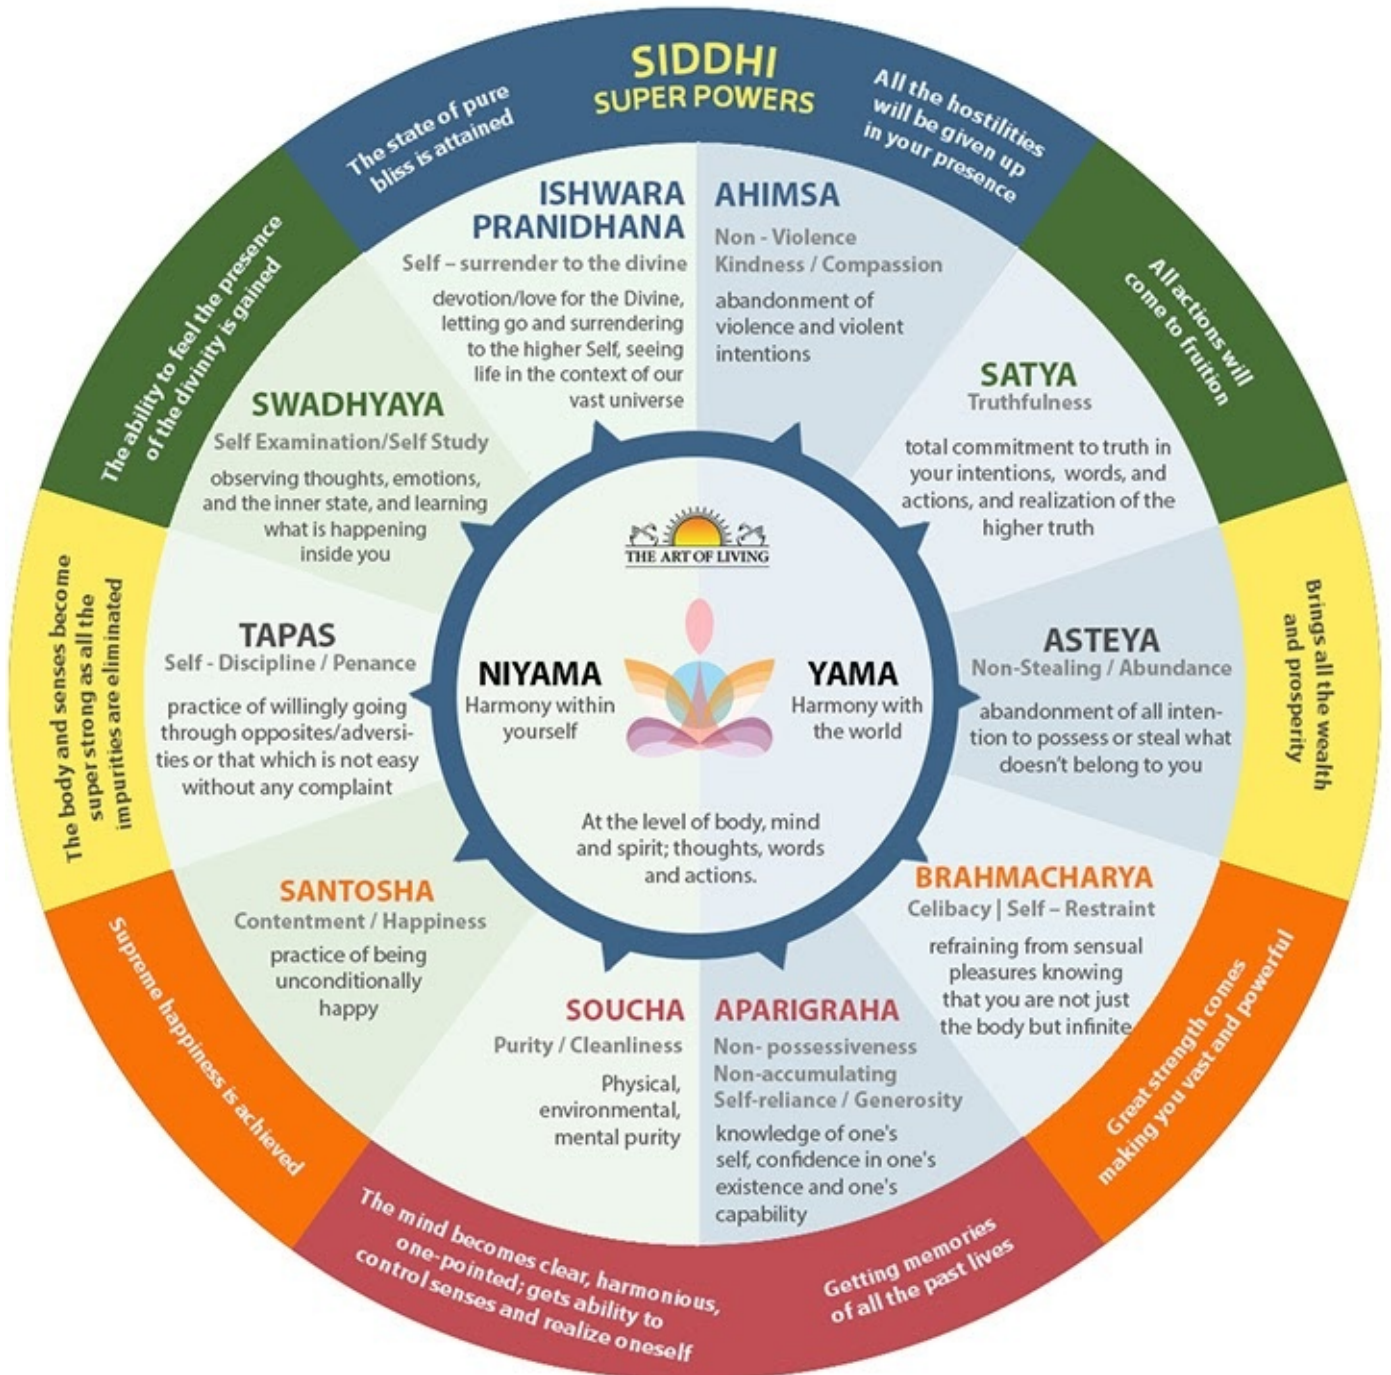 SIDDHI
SUPER POWERS
All the hostilities
will be given up
in your presence
AHIMSA
Non - Violence
Kindness / Compassion
abandonment of
violence and violent
intentions
All actions will
come to fruition
SATYA
Truthfulness
total commitment to truth in
your intentions, words, and
actions, and realization of the
higher truth
Brings all the wealth
and prosperity
ASTEYA
Non-Stealing / Abundance
abandonment of all inten-
tion to possess or steal what
doesn't belong to you
Great strength comes
making you vast and powerful
BRAHMACHARYA
Celibacy | Self – Restraint
refraining from sensual
pleasures knowing
that you are not just
the body but infinite
Getting memories
of all the past lives
APARIGRAHA
Non- possessiveness
Non-accumulating
Self-reliance / Generosity
knowledge of one's
self, confidence in one's
existence and one's
capability
The mind becomes clear, harmonious,
one-pointed; gets ability to
control senses and realize oneself
SOUCHA
Purity / Cleanliness
Physical,
environmental,
mental purity
Supreme happiness is achieved
SANTOSHA
Contentment / Happiness
practice of being
unconditionally
happy
The body and senses become
super strong as all the
impurities are eliminated
TAPAS
Self - Discipline / Penance
practice of willingly going
through opposites/adversi-
ties or that which is not easy
without any complaint
The ability to feel the presence
of the divinity is gained
SWADHYAYA
Self Examination/Self Study
observing thoughts, emotions,
and the inner state, and learning
what is happening
inside you
The state of pure
bliss is attained
ISHWARA
PRANIDHANA
Self – surrender to the divine
devotion/love for the Divine,
letting go and surrendering
to the higher Self, seeing
life in the context of our
vast universe
THE ART OF LIVING
NIYAMA
Harmony within
yourself
YAMA
Harmony with
the world
At the level of body, mind
and spirit; thoughts, words
and actions.